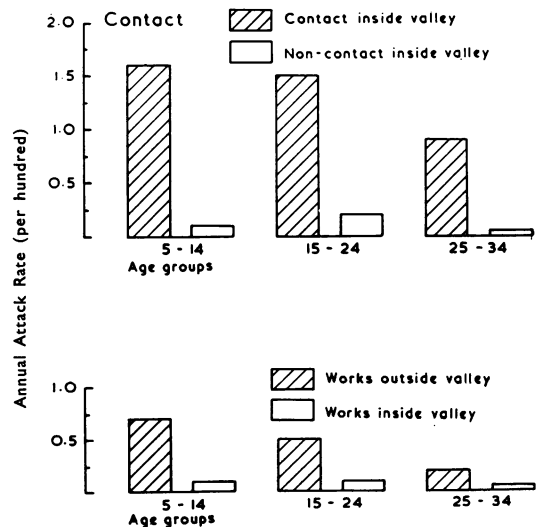 2.0 Contact
Contact inside valley
Non-contact inside valley
1.5
1.0
0.5
5 - 14 15 - 24 25 - 34
Age groups
Annual Attack Rate (per hundred)
1.0
Works outside valley
Works inside valley
0.5
5 - 14 15 - 24 25 - 34
Age groups